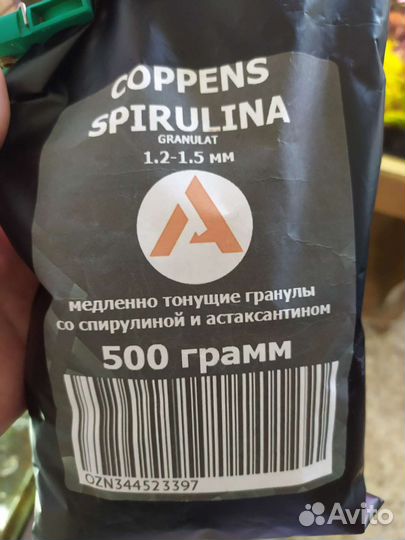 COPPENS
SPIRULINA
GRANULAT
1.2-1.5 мм
медленно тонущие гранулы
со спирулиной и астаксантином
500 грамм
OZN344523397
Avito